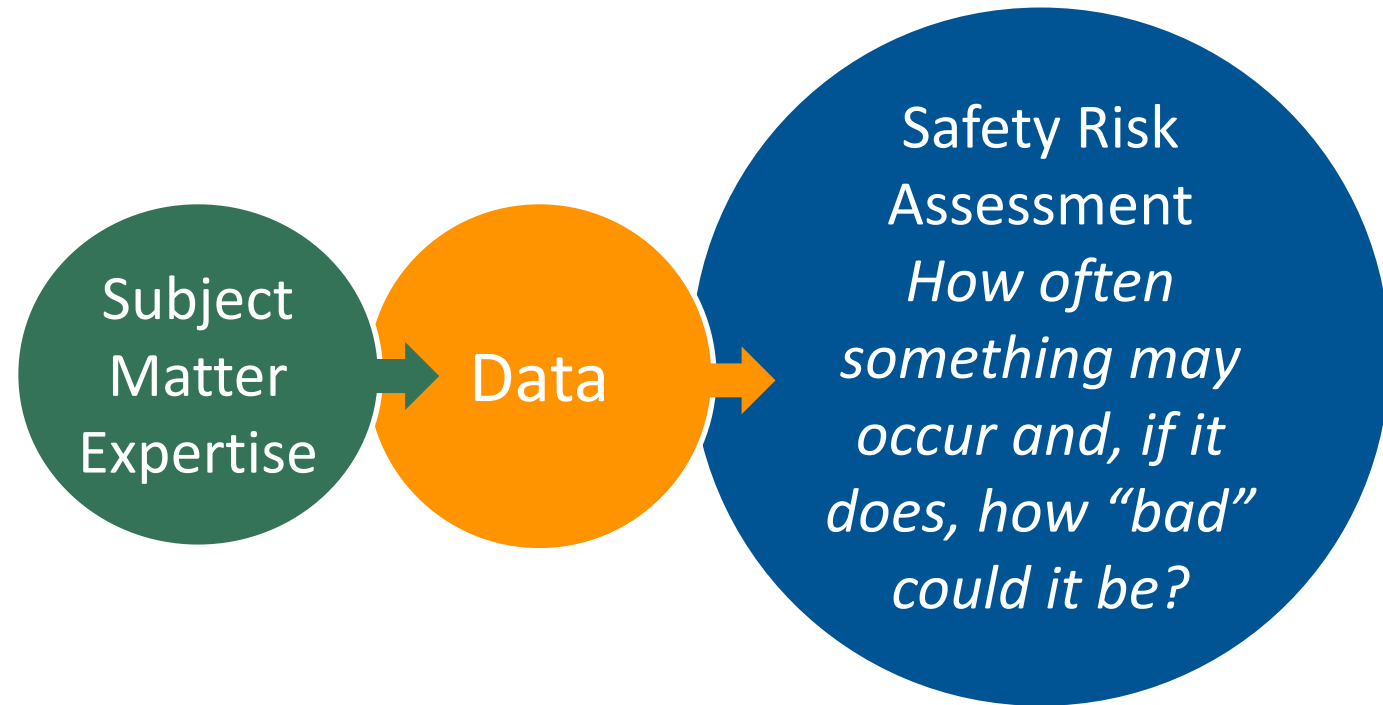 Subject
Matter
Expertise
Data
Safety Risk
Assessment
How often
something may
occur and, if it
does, how “bad”
could it be?